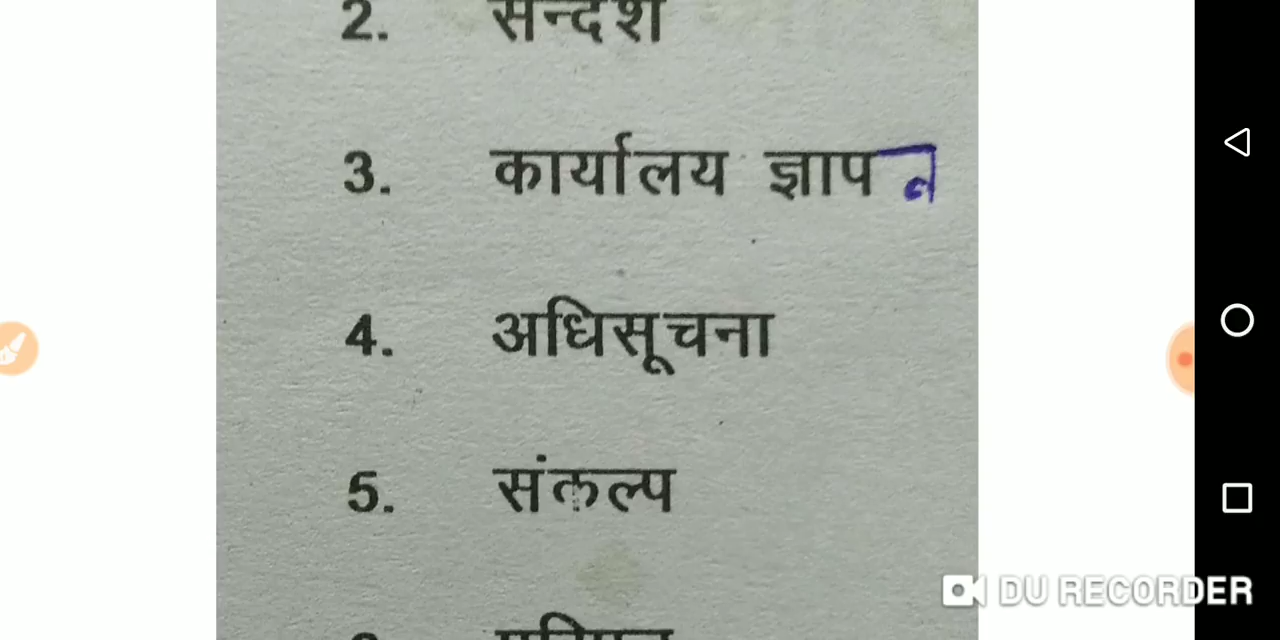 2. सन्देश
3. कार्यालय ज्ञापन
4. अधिसूचना
5. संकल्प
DU RECORDER